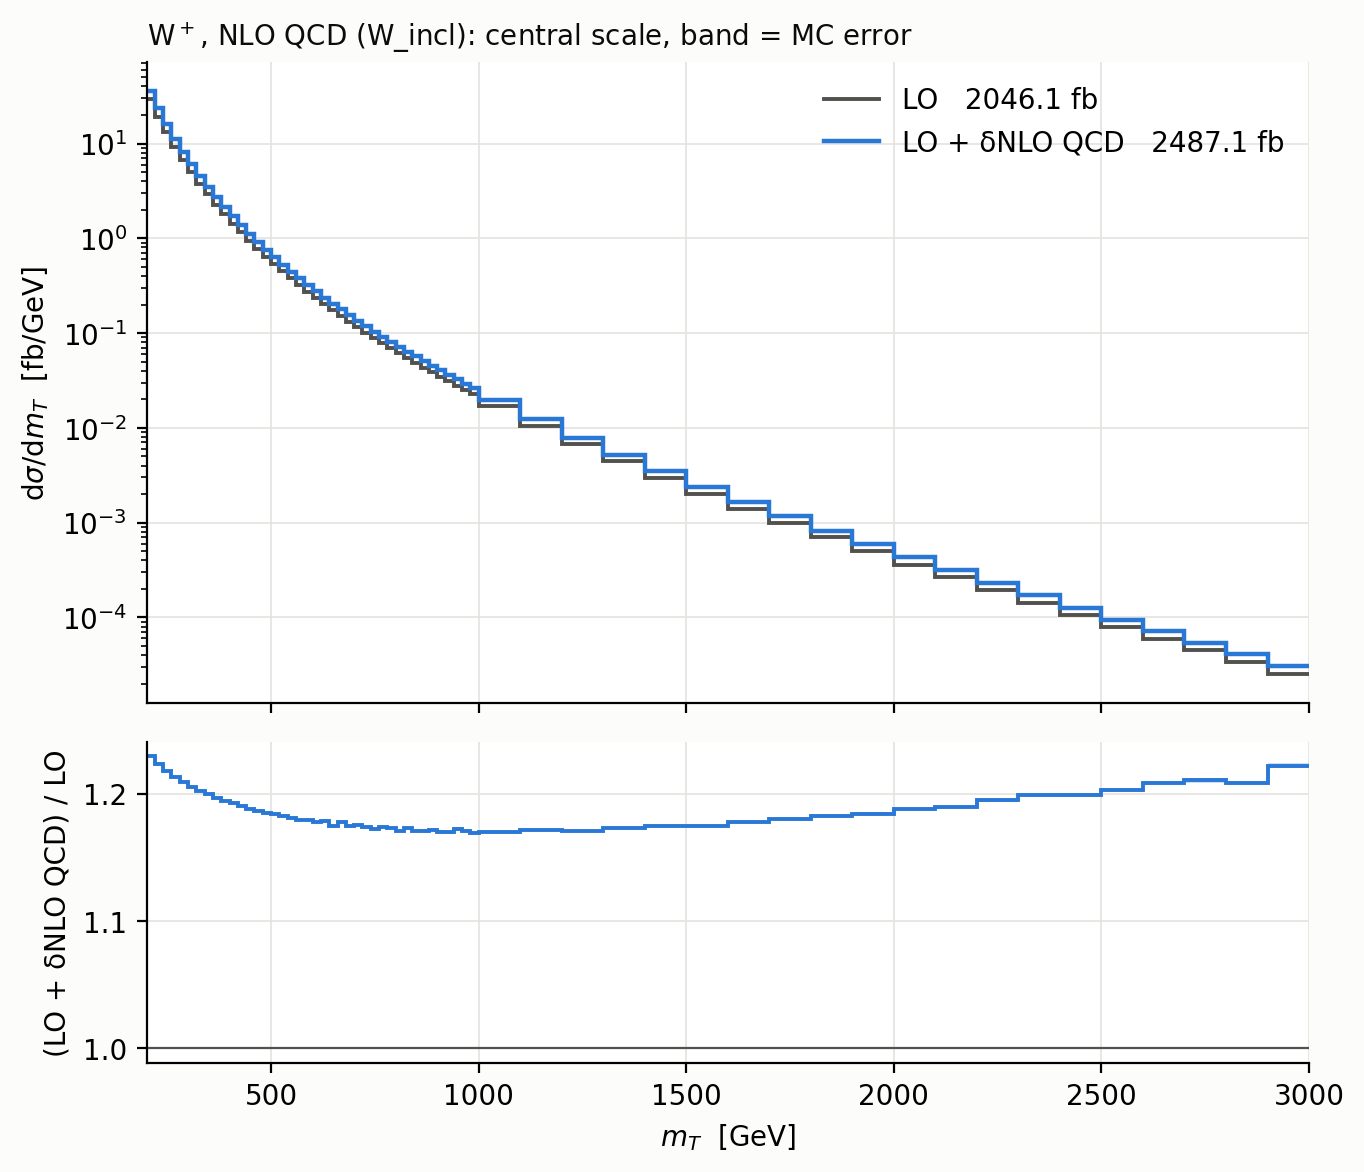 W⁺, NLO QCD (W_incl): central scale, band = MC error
LO 2046.1 fb
LO + δNLO QCD 2487.1 fb
dσ/dm_T [fb/GeV]
10¹
10⁰
10⁻¹
10⁻²
10⁻³
10⁻⁴
(LO + δNLO QCD) / LO
1.2
1.1
1.0
500 1000 1500 2000 2500 3000
m_T [GeV]